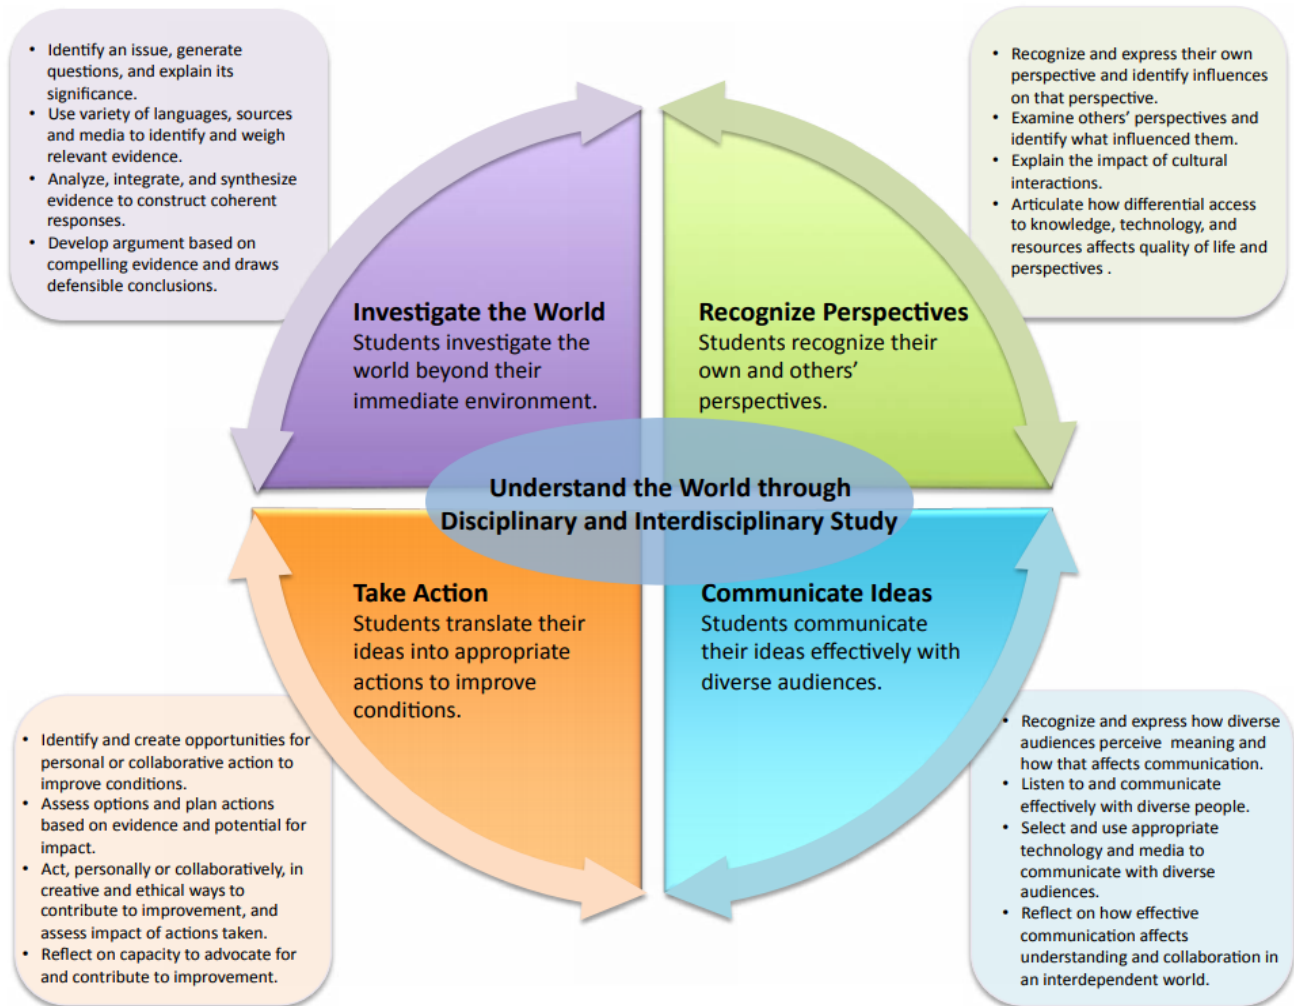 • Identify an issue, generate
questions, and explain its
significance.
• Use variety of languages, sources
and media to identify and weigh
relevant evidence.
• Analyze, integrate, and synthesize
evidence to construct coherent
responses.
• Develop argument based on
compelling evidence and draws
defensible conclusions.
• Recognize and express their own
perspective and identify influences
on that perspective.
• Examine others’ perspectives and
identify what influenced them.
• Explain the impact of cultural
interactions.
• Articulate how differential access
to knowledge, technology, and
resources affects quality of life and
perspectives .
Investigate the World
Students investigate the
world beyond their
immediate environment.
Recognize Perspectives
Students recognize their
own and others’
perspectives.
Understand the World through
Disciplinary and Interdisciplinary Study
Take Action
Students translate their
ideas into appropriate
actions to improve
conditions.
Communicate Ideas
Students communicate
their ideas effectively with
diverse audiences.
• Identify and create opportunities for
personal or collaborative action to
improve conditions.
• Assess options and plan actions
based on evidence and potential for
impact.
• Act, personally or collaboratively, in
creative and ethical ways to
contribute to improvement, and
assess impact of actions taken.
• Reflect on capacity to advocate for
and contribute to improvement.
• Recognize and express how diverse
audiences perceive meaning and
how that affects communication.
• Listen to and communicate
effectively with diverse people.
• Select and use appropriate
technology and media to
communicate with diverse
audiences.
• Reflect on how effective
communication affects
understanding and collaboration in
an interdependent world.